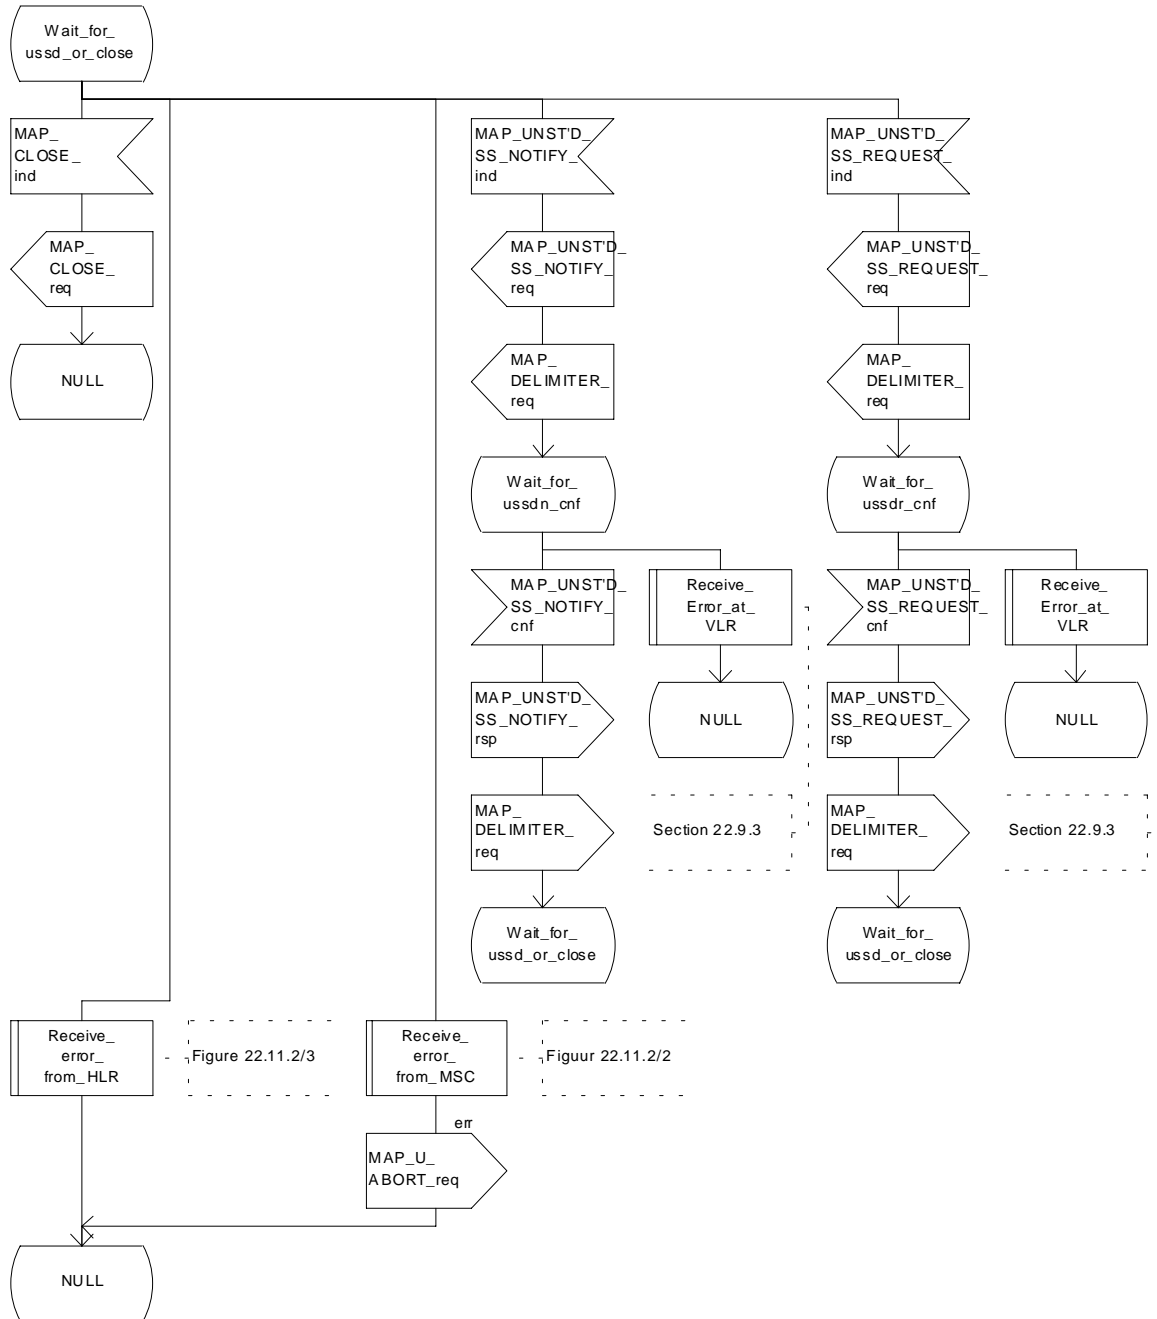 Wait_for_
ussd_or_close
MAP_
CLOSE_
ind
MAP_UNST'D_
SS_NOTIFY_
ind
MAP_UNST'D_
SS_REQUEST_
ind
MAP_
CLOSE_
req
MAP_UNST'D_
SS_NOTIFY_
req
MAP_UNST'D_
SS_REQUEST_
req
NULL
MAP_
DELIMITER_
req
MAP_
DELIMITER_
req
Wait_for_
ussdn_cnf
Wait_for_
ussdr_cnf
MAP_UNST'D_
SS_NOTIFY_
cnf
Receive_
Error_at_
VLR
MAP_UNST'D_
SS_REQUEST_
cnf
Receive_
Error_at_
VLR
MAP_UNST'D_
SS_NOTIFY_
rsp
NULL
MAP_UNST'D_
SS_REQUEST_
rsp
NULL
MAP_
DELIMITER_
req
Section 22.9.3
MAP_
DELIMITER_
req
Section 22.9.3
Wait_for_
ussd_or_close
Wait_for_
ussd_or_close
Receive_
error_
from_HLR
Figure 22.11.2/3
Receive_
error_
from_MSC
Figuur 22.11.2/2
err
MAP_U_
ABORT_req
NULL